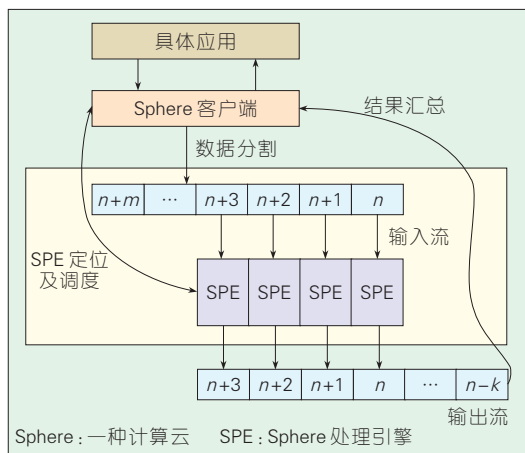 具体应用
Sphere 客户端
结果汇总
数据分割
n+m … n+3 n+2 n+1 n
输入流
SPE 定位
及调度
SPE SPE SPE SPE
n+3 n+2 n+1 n … n−k
输出流
Sphere：一种计算云 SPE：Sphere 处理引擎